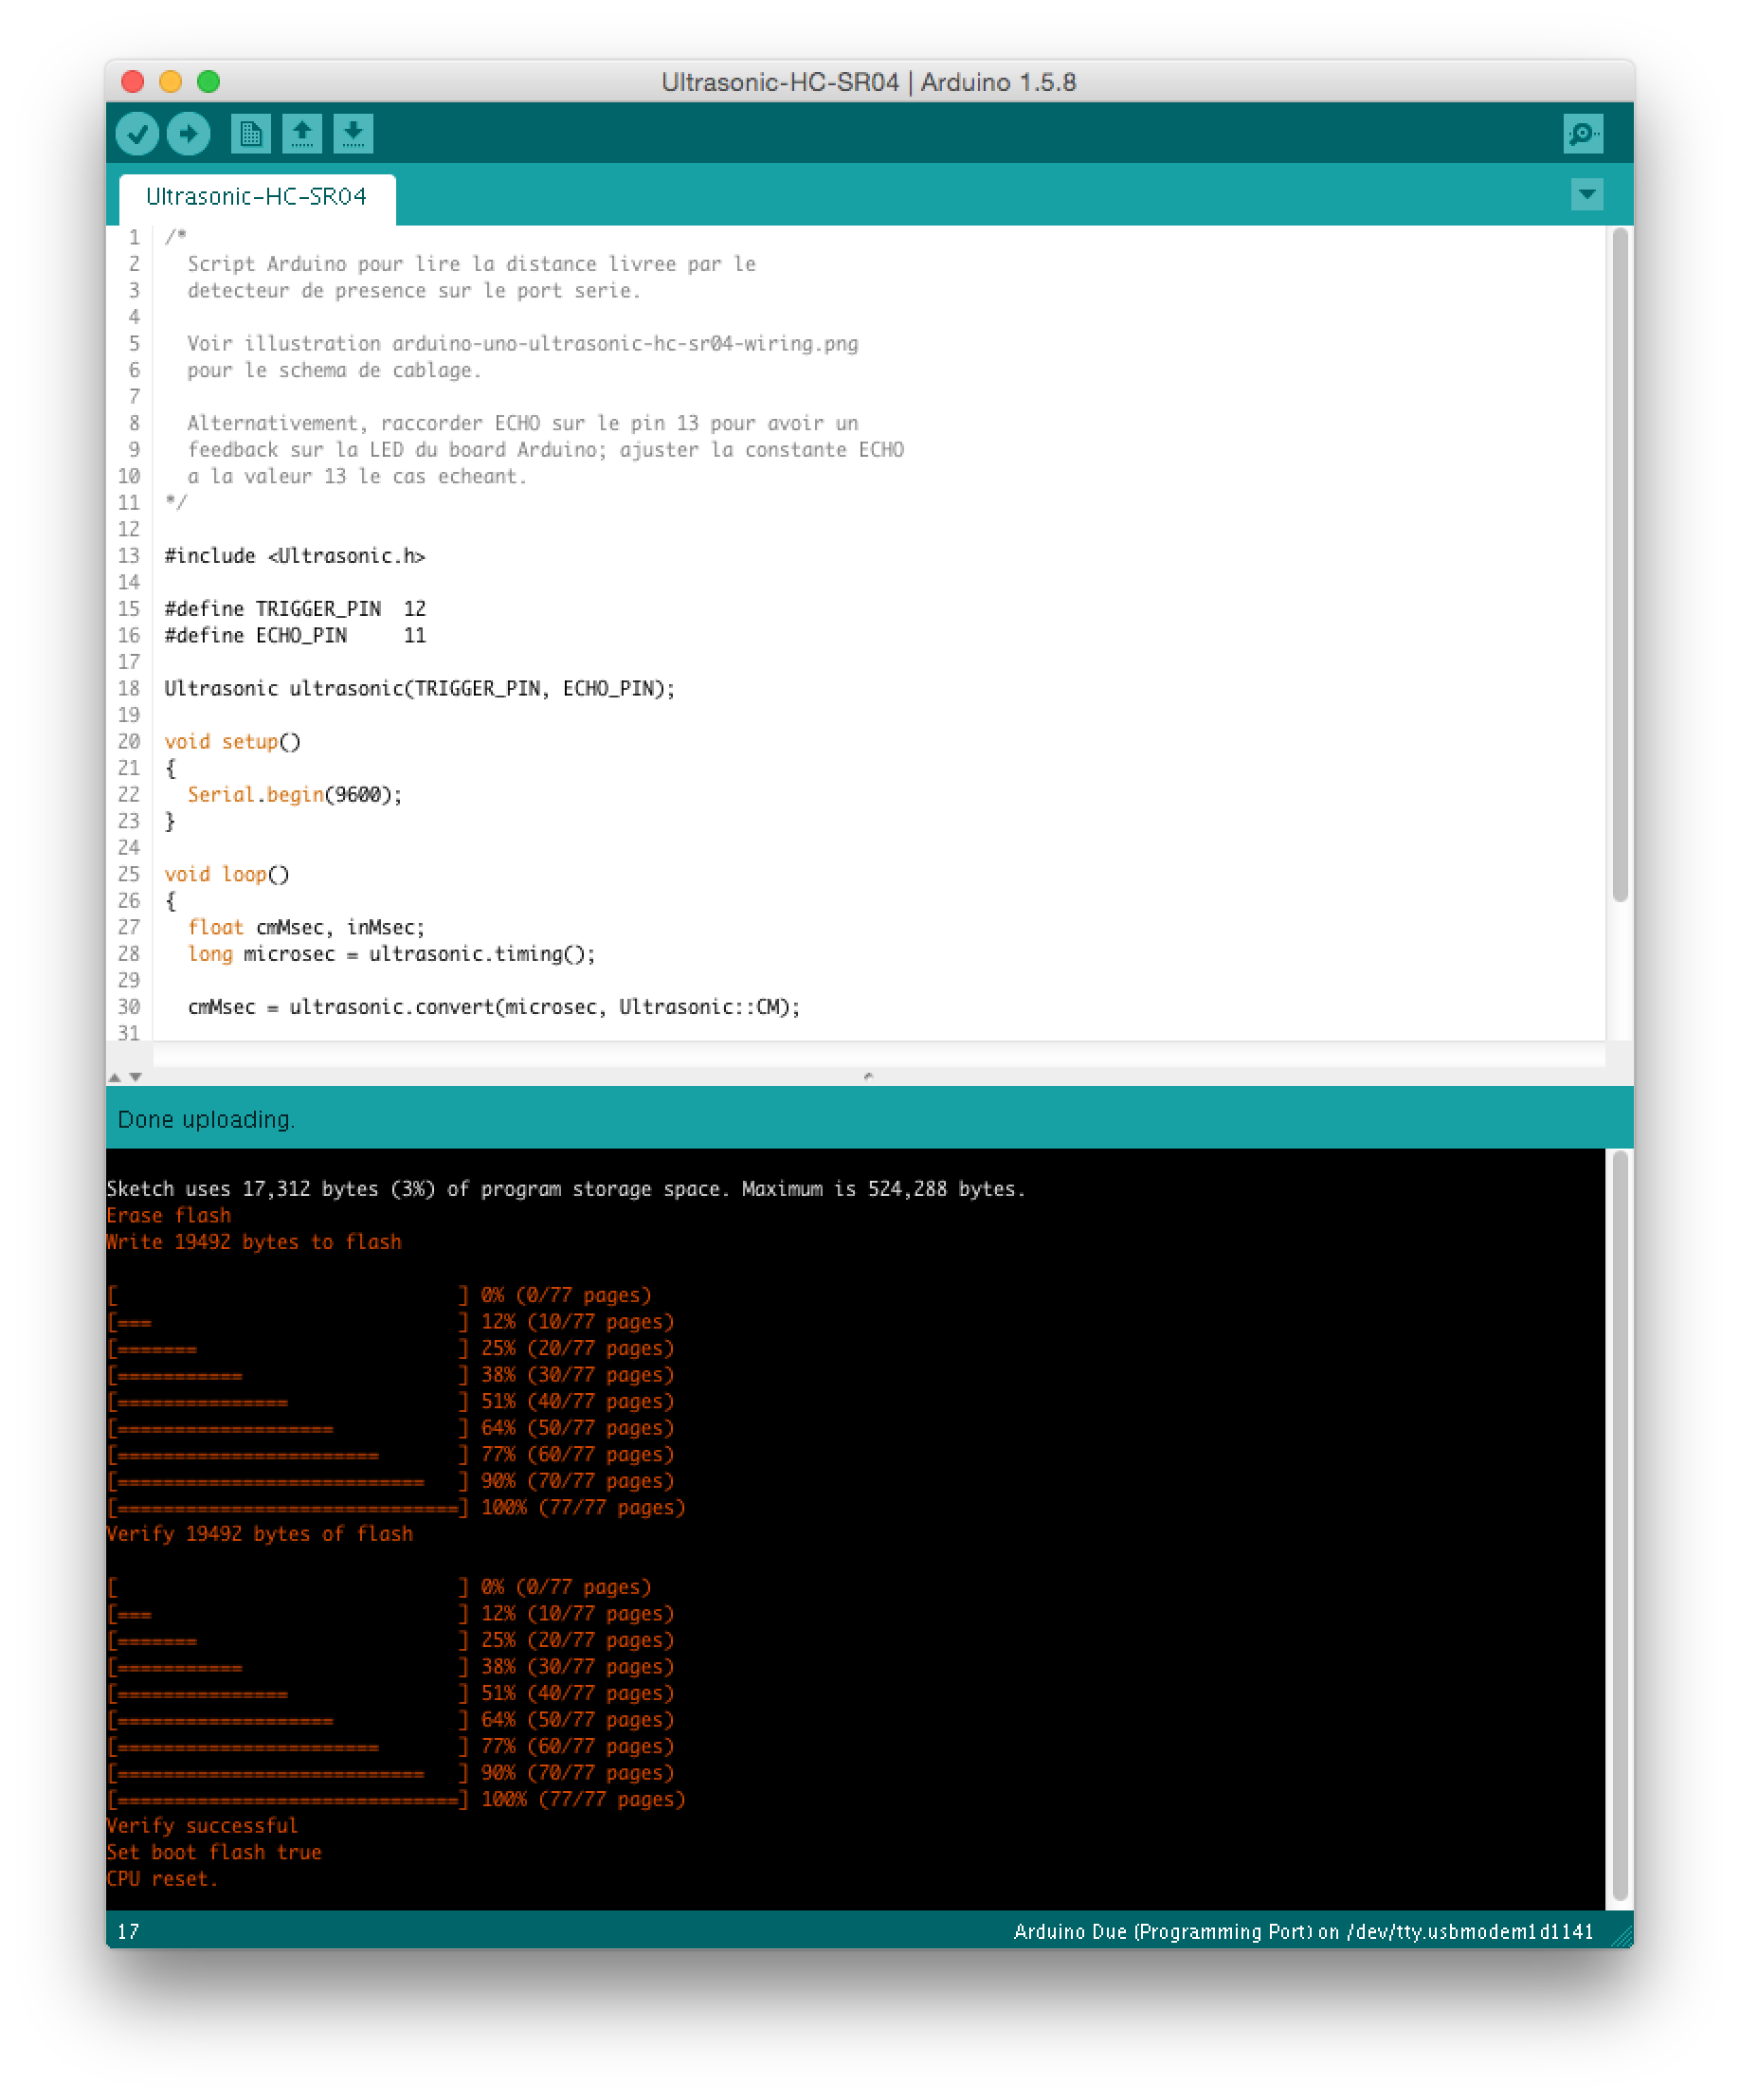 Ultrasonic-HC-SR04 | Arduino 1.5.8
Ultrasonic-HC-SR04
1 /*
2   Script Arduino pour lire la distance livree par le
3   detecteur de presence sur le port serie.
4
5   Voir illustration arduino-uno-ultrasonic-hc-sr04-wiring.png
6   pour le schema de cablage.
7
8   Alternativement, raccorder ECHO sur le pin 13 pour avoir un
9   feedback sur la LED du board Arduino; ajuster la constante ECHO
10   a la valeur 13 le cas echeant.
11 */
12
13 #include <Ultrasonic.h>
14
15 #define TRIGGER_PIN  12
16 #define ECHO_PIN     11
17
18 Ultrasonic ultrasonic(TRIGGER_PIN, ECHO_PIN);
19
20 void setup()
21 {
22   Serial.begin(9600);
23 }
24
25 void loop()
26 {
27   float cmMsec, inMsec;
28   long microsec = ultrasonic.timing();
29
30   cmMsec = ultrasonic.convert(microsec, Ultrasonic::CM);
31
Done uploading.
Sketch uses 17,312 bytes (3%) of program storage space. Maximum is 524,288 bytes.
Erase flash
Write 19492 bytes to flash
[                              ] 0% (0/77 pages)
[===                           ] 12% (10/77 pages)
[=======                       ] 25% (20/77 pages)
[===========                   ] 38% (30/77 pages)
[===============               ] 51% (40/77 pages)
[===================           ] 64% (50/77 pages)
[=======================       ] 77% (60/77 pages)
[===========================   ] 90% (70/77 pages)
[==============================] 100% (77/77 pages)
Verify 19492 bytes of flash
[                              ] 0% (0/77 pages)
[===                           ] 12% (10/77 pages)
[=======                       ] 25% (20/77 pages)
[===========                   ] 38% (30/77 pages)
[===============               ] 51% (40/77 pages)
[===================           ] 64% (50/77 pages)
[=======================       ] 77% (60/77 pages)
[===========================   ] 90% (70/77 pages)
[==============================] 100% (77/77 pages)
Verify successful
Set boot flash true
CPU reset.
17 Arduino Due (Programming Port) on /dev/tty.usbmodem1d1141